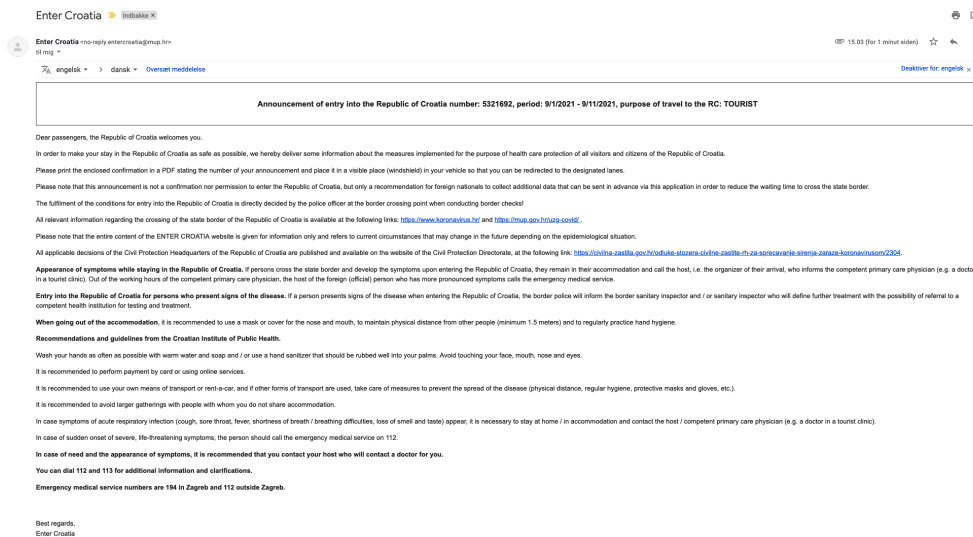 Enter Croatia Indbakke ×
Enter Croatia <no-reply.entercroatia@mup.hr> 15.03 (for 1 minut siden)
til mig
engelsk > dansk Oversæt meddelelse Deaktiver for: engelsk ×
Announcement of entry into the Republic of Croatia number: 5321692, period: 9/1/2021 - 9/11/2021, purpose of travel to the RC: TOURIST
Dear passengers, the Republic of Croatia welcomes you.
In order to make your stay in the Republic of Croatia as safe as possible, we hereby deliver some information about the measures implemented for the purpose of health care protection of all visitors and citizens of the Republic of Croatia.
Please print the enclosed confirmation in a PDF stating the number of your announcement and place it in a visible place (windshield) in your vehicle so that you can be redirected to the designated lanes.
Please note that this announcement is not a confirmation nor permission to enter the Republic of Croatia, but only a recommendation for foreign nationals to collect additional data that can be sent in advance via this application in order to reduce the waiting time to cross the state border.
The fulfilment of the conditions for entry into the Republic of Croatia is directly decided by the police officer at the border crossing point when conducting border checks!
All relevant information regarding the crossing of the state border of the Republic of Croatia is available at the following links: https://www.koronavirus.hr/ and https://mup.gov.hr/uzg-covid/ .
Please note that the entire content of the ENTER CROATIA website is given for information only and refers to current circumstances that may change in the future depending on the epidemiological situation.
All applicable decisions of the Civil Protection Headquarters of the Republic of Croatia are published and available on the website of the Civil Protection Directorate, at the following link: https://civilna-zastita.gov.hr/odluke-stozera-civilne-zastite-rh-za-sprecavanje-sirenja-zaraze-koronavirusom/2304.
Appearance of symptoms while staying in the Republic of Croatia. If persons cross the state border and develop the symptoms upon entering the Republic of Croatia, they remain in their accommodation and call the host, i.e. the organizer of their arrival, who informs the competent primary care physician (e.g. a docto
in a tourist clinic). Out of the working hours of the competent primary care physician, the host of the foreign (official) person who has more pronounced symptoms calls the emergency medical service.
Entry into the Republic of Croatia for persons who present signs of the disease. If a person presents signs of the disease when entering the Republic of Croatia, the border police will inform the border sanitary inspector and / or sanitary inspector who will define further treatment with the possibility of referral to a
competent health institution for testing and treatment.
When going out of the accommodation, it is recommended to use a mask or cover for the nose and mouth, to maintain physical distance from other people (minimum 1.5 meters) and to regularly practice hand hygiene.
Recommendations and guidelines from the Croatian Institute of Public Health.
Wash your hands as often as possible with warm water and soap and / or use a hand sanitizer that should be rubbed well into your palms. Avoid touching your face, mouth, nose and eyes.
It is recommended to perform payment by card or using online services.
It is recommended to use your own means of transport or rent-a-car, and if other forms of transport are used, take care of measures to prevent the spread of the disease (physical distance, regular hygiene, protective masks and gloves, etc.).
It is recommended to avoid larger gatherings with people with whom you do not share accommodation.
In case symptoms of acute respiratory infection (cough, sore throat, fever, shortness of breath / breathing difficulties, loss of smell and taste) appear, it is necessary to stay at home / in accommodation and contact the host / competent primary care physician (e.g. a doctor in a tourist clinic).
In case of sudden onset of severe, life-threatening symptoms, the person should call the emergency medical service on 112.
In case of need and the appearance of symptoms, it is recommended that you contact your host who will contact a doctor for you.
You can dial 112 and 113 for additional information and clarifications.
Emergency medical service numbers are 194 in Zagreb and 112 outside Zagreb.
Best regards,
Enter Croatia